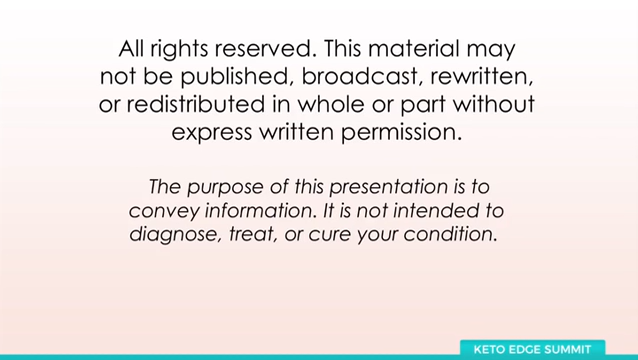 All rights reserved. This material may
not be published, broadcast, rewritten,
or redistributed in whole or part without
express written permission.
The purpose of this presentation is to
convey information. It is not intended to
diagnose, treat, or cure your condition.
KETO EDGE SUMMIT